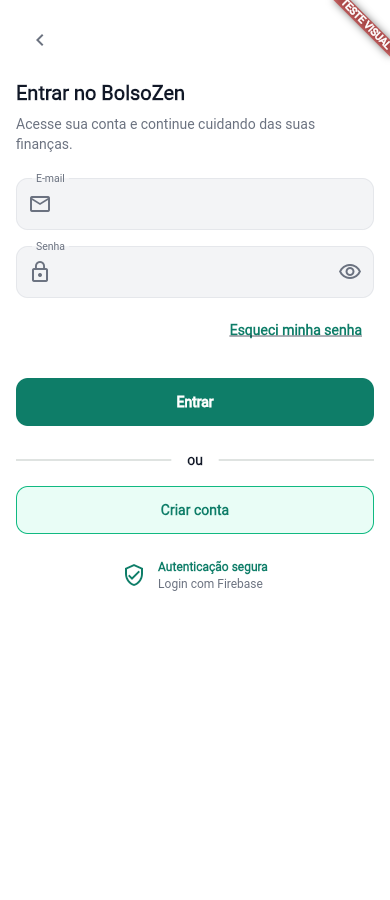 TESTE VISUAL
Entrar no BolsoZen
Acesse sua conta e continue cuidando das suas
finanças.
E-mail
Senha
Esqueci minha senha
Entrar
ou
Criar conta
Autenticação segura
Login com Firebase